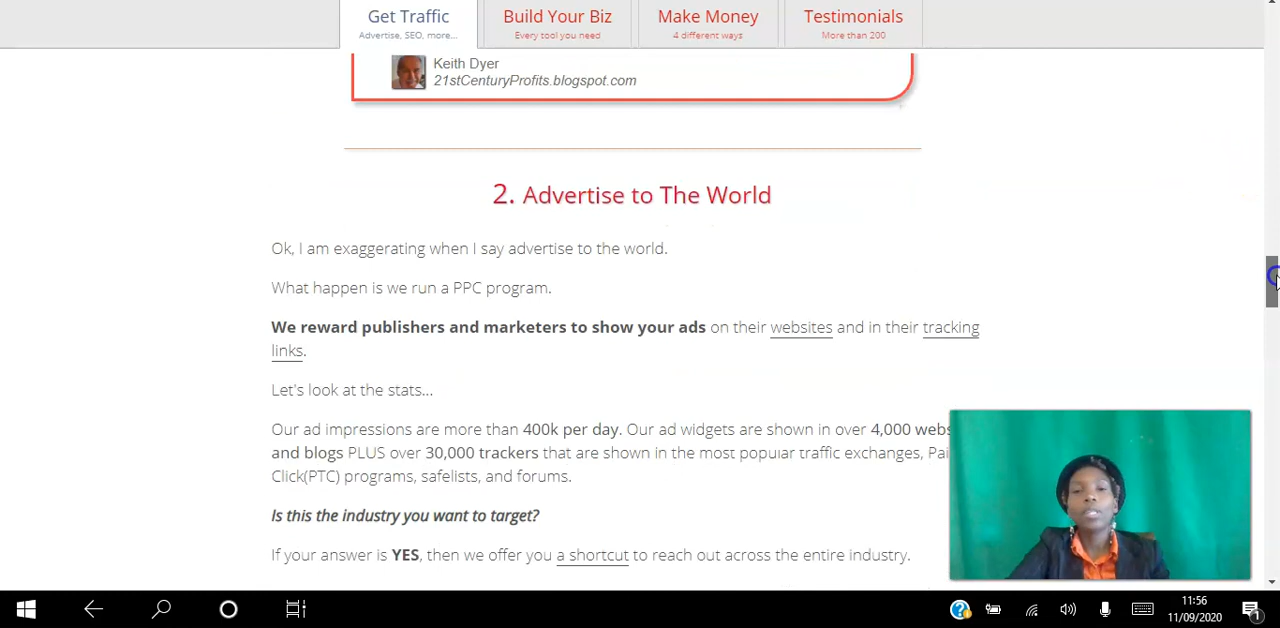 Get Traffic
Advertise, SEO, more...
Build Your Biz
Every tool you need
Make Money
4 different ways
Testimonials
More than 200
Keith Dyer
21stCenturyProfits.blogspot.com
2. Advertise to The World
Ok, I am exaggerating when I say advertise to the world.
What happen is we run a PPC program.
We reward publishers and marketers to show your ads on their websites and in their tracking
links.
Let's look at the stats...
Our ad impressions are more than 400k per day. Our ad widgets are shown in over 4,000
and blogs PLUS over 30,000 trackers that are shown in the most popular traffic exchanges,
Click(PTC) programs, safelists, and forums.
Is this the industry you want to target?
If your answer is YES, then we offer you a shortcut to reach out across the entire industry.
11:56
11/09/2020
1